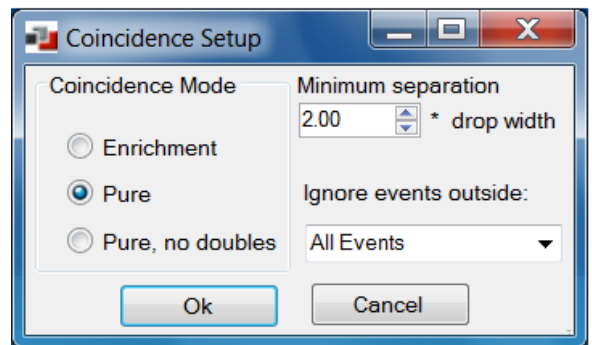 Coincidence Setup
Coincidence Mode
Enrichment
Pure
Pure, no doubles
Minimum separation
2.00 * drop width
Ignore events outside:
All Events
Ok
Cancel